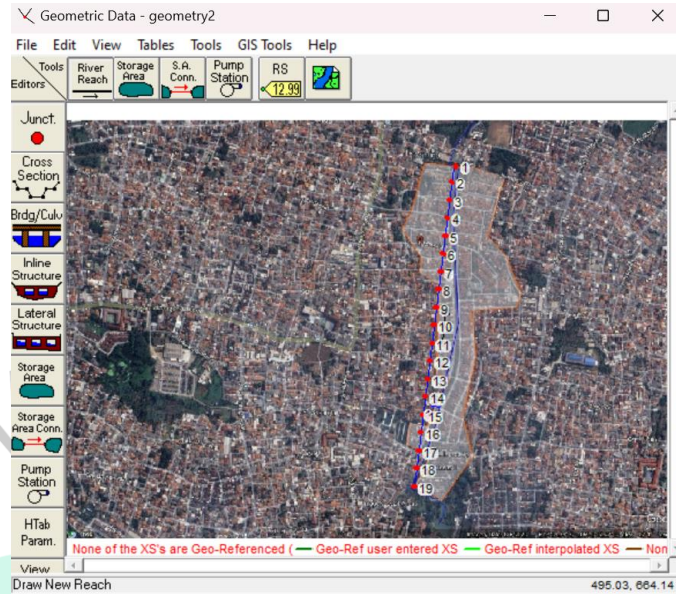 Geometric Data - geometry2
File Edit View Tables Tools GIS Tools Help
Tools
Editors
River Reach
Storage Area
S.A. Conn.
Pump Station
RS
12.99
Junct.
Cross Section
Brdg/Culv
Inline Structure
Lateral Structure
Storage Area
Storage Area Conn.
Pump Station
HTab Param.
View
1
2
3
4
5
6
7
8
9
10
11
12
13
14
15
16
17
18
19
None of the XS's are Geo-Referenced ( Geo-Ref user entered XS Geo-Ref interpolated XS Non
Draw New Reach
495.03, 664.14